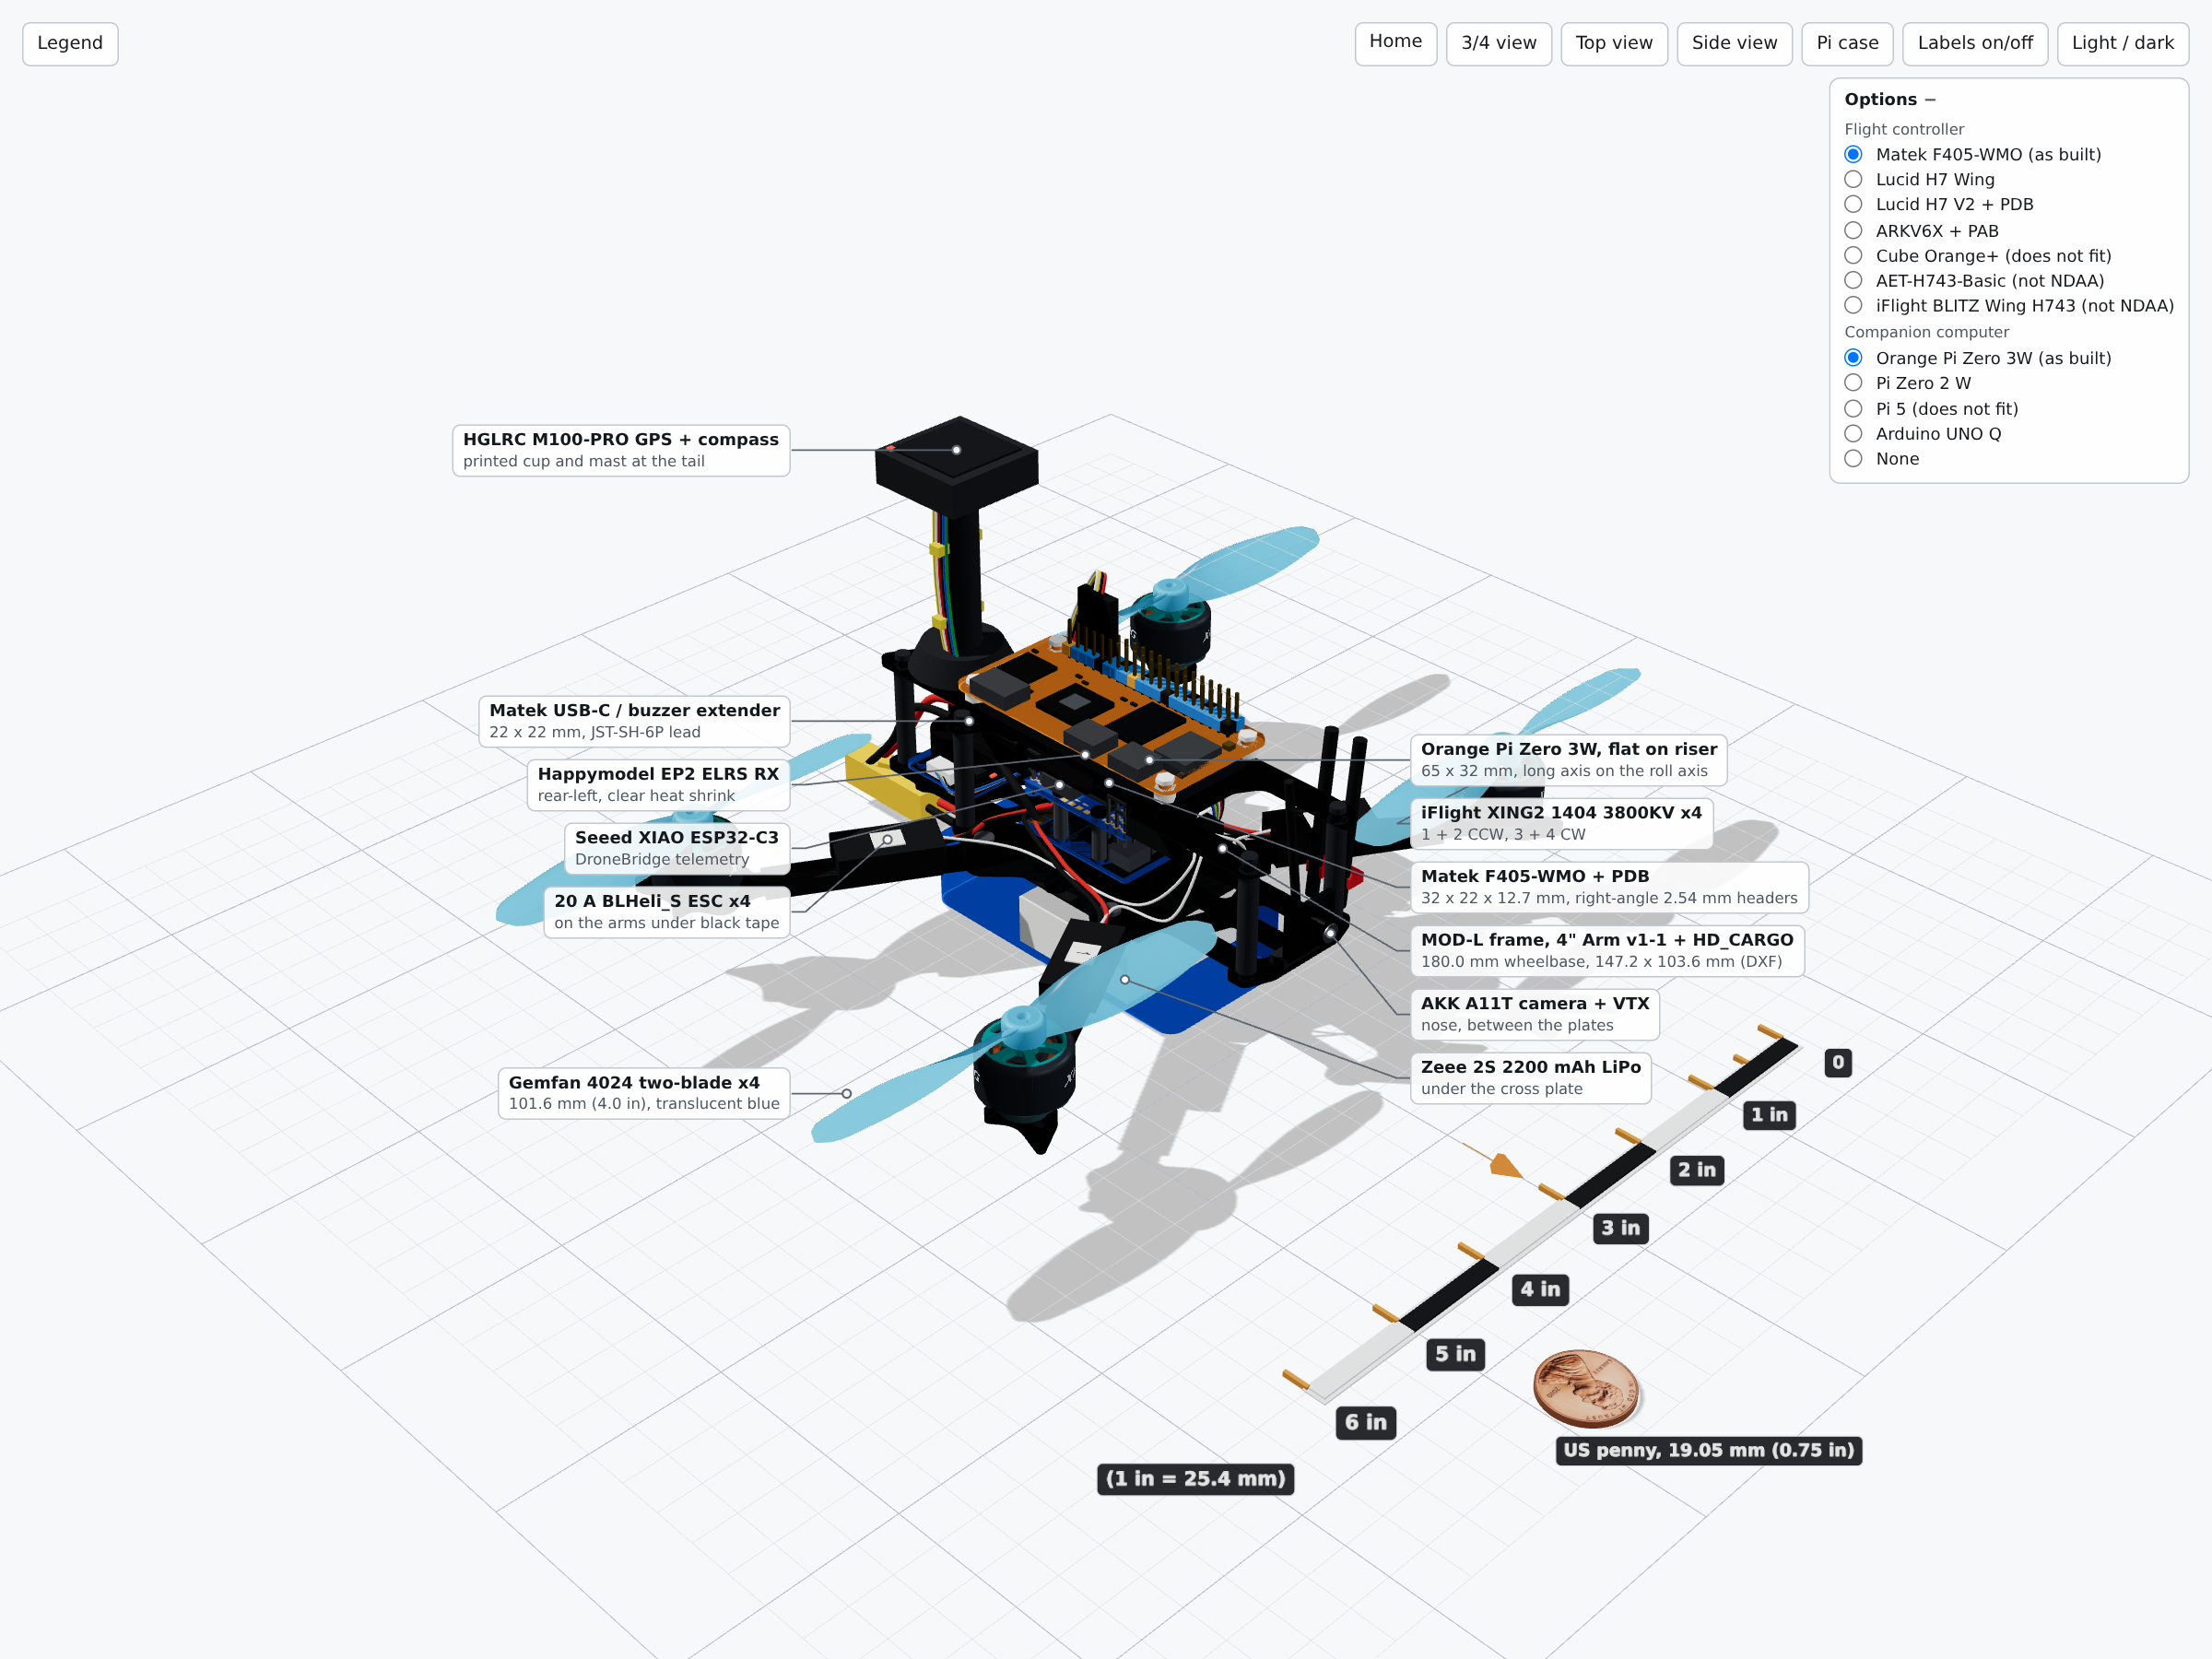 Legend
Home
3/4 view
Top view
Side view
Pi case
Labels on/off
Light / dark
Options −
Flight controller
Matek F405-WMO (as built)
Lucid H7 Wing
Lucid H7 V2 + PDB
ARKV6X + PAB
Cube Orange+ (does not fit)
AET-H743-Basic (not NDAA)
iFlight BLITZ Wing H743 (not NDAA)
Companion computer
Orange Pi Zero 3W (as built)
Pi Zero 2 W
Pi 5 (does not fit)
Arduino UNO Q
None
HGLRC M100-PRO GPS + compass
printed cup and mast at the tail
Matek USB-C / buzzer extender
22 x 22 mm, JST-SH-6P lead
Happymodel EP2 ELRS RX
rear-left, clear heat shrink
Seeed XIAO ESP32-C3
DroneBridge telemetry
20 A BLHeli_S ESC x4
on the arms under black tape
Gemfan 4024 two-blade x4
101.6 mm (4.0 in), translucent blue
Orange Pi Zero 3W, flat on riser
65 x 32 mm, long axis on the roll axis
iFlight XING2 1404 3800KV x4
1 + 2 CCW, 3 + 4 CW
Matek F405-WMO + PDB
32 x 22 x 12.7 mm, right-angle 2.54 mm headers
MOD-L frame, 4" Arm v1-1 + HD_CARGO
180.0 mm wheelbase, 147.2 x 103.6 mm (DXF)
AKK A11T camera + VTX
nose, between the plates
Zeee 2S 2200 mAh LiPo
under the cross plate
0
1 in
2 in
3 in
4 in
5 in
6 in
US penny, 19.05 mm (0.75 in)
(1 in = 25.4 mm)